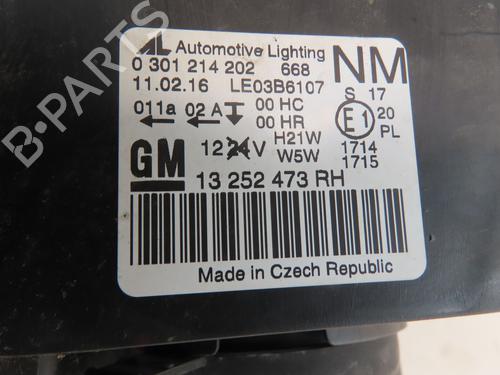 AL Automotive Lighting
0 301 214 202 668
NM
11.02.16 LE03B6107
S 17
011a 02 A 00 HC
00 HR
E1 20
PL
GM
12 24 V H21W
W5W
1714
1715
13 252 473 RH
Made in Czech Republic
B-PARTS